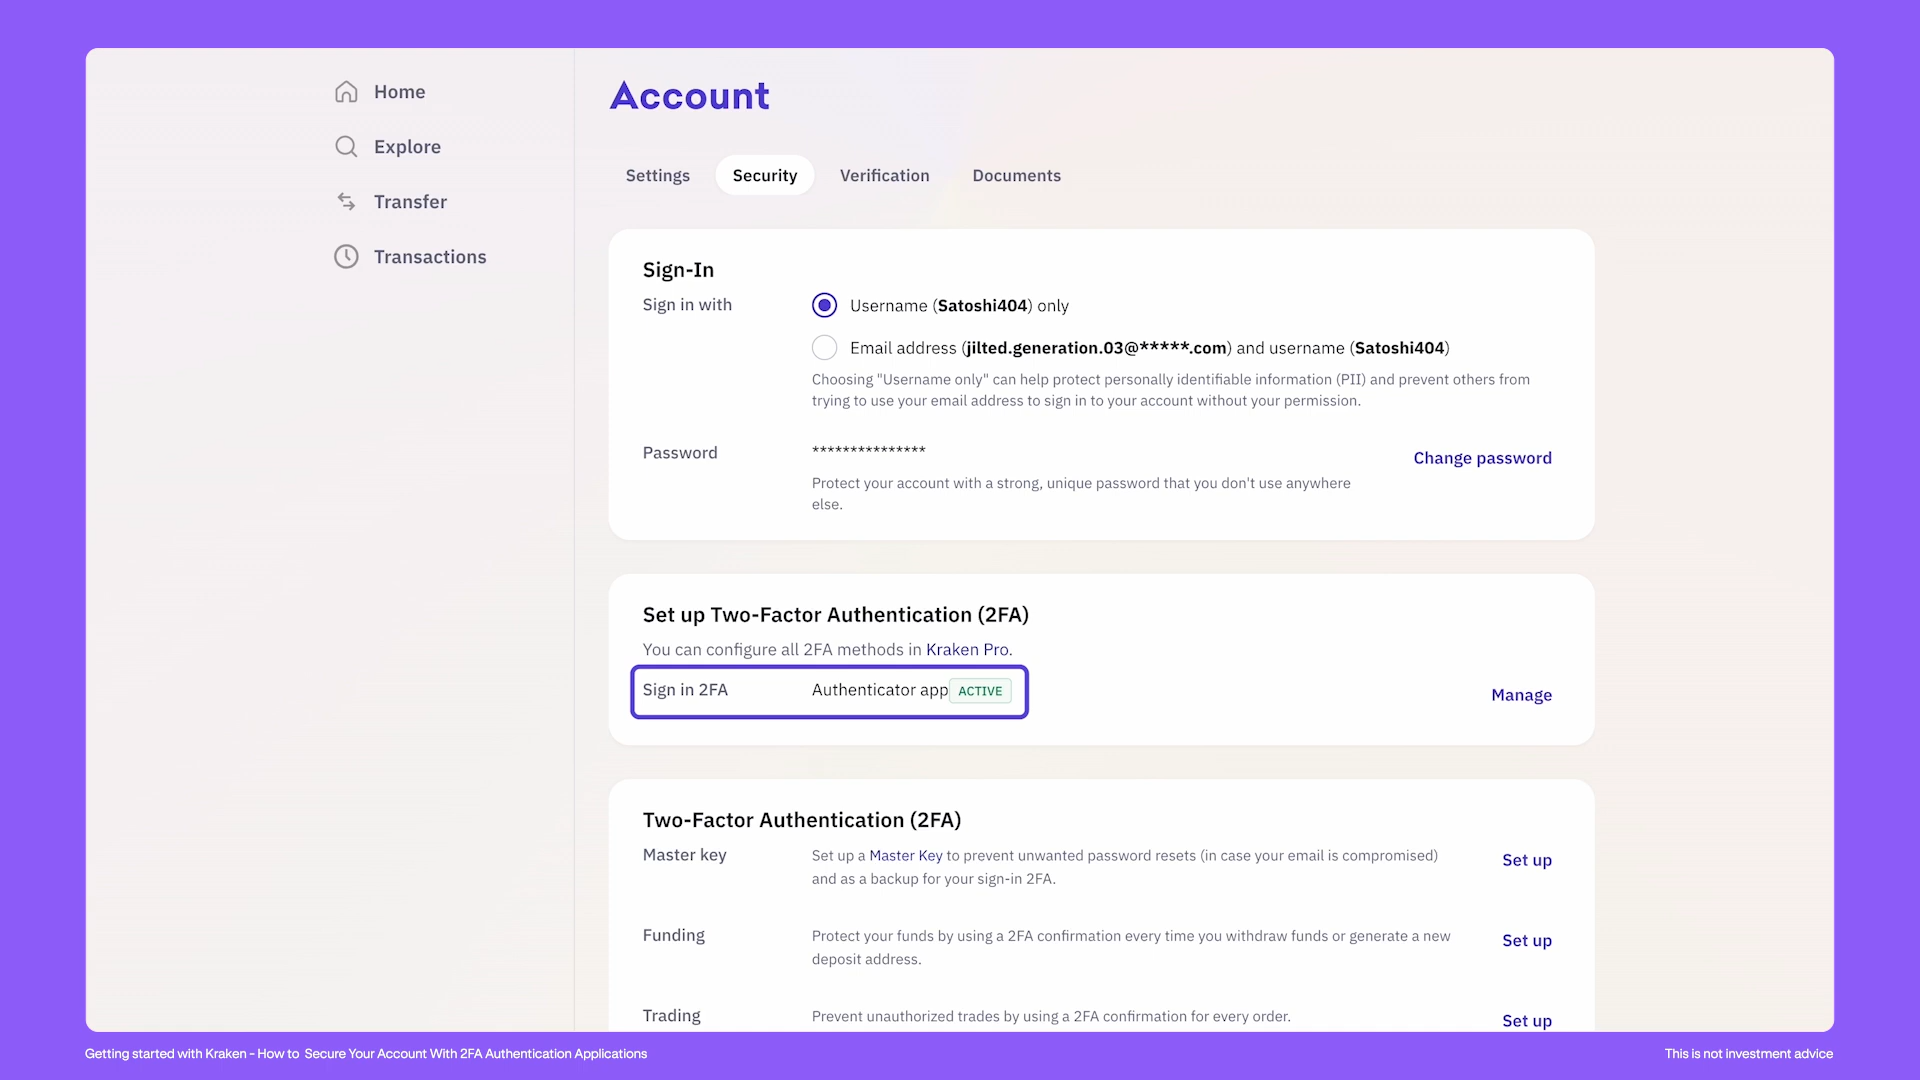 Home
Explore
Transfer
Transactions
Account
Settings
Security
Verification
Documents
Sign-In
Sign in with
Username (Satoshi404) only
Email address (jilted.generation.03@*****.com) and username (Satoshi404)
Choosing "Username only" can help protect personally identifiable information (PII) and prevent others from
trying to use your email address to sign in to your account without your permission.
Password
***************
Change password
Protect your account with a strong, unique password that you don't use anywhere
else.
Set up Two-Factor Authentication (2FA)
You can configure all 2FA methods in Kraken Pro.
Sign in 2FA
Authenticator app ACTIVE
Manage
Two-Factor Authentication (2FA)
Master key
Set up a Master Key to prevent unwanted password resets (in case your email is compromised)
and as a backup for your sign-in 2FA.
Set up
Funding
Protect your funds by using a 2FA confirmation every time you withdraw funds or generate a new
deposit address.
Set up
Trading
Prevent unauthorized trades by using a 2FA confirmation for every order.
Set up
Getting started with Kraken - How to Secure Your Account With 2FA Authentication Applications
This is not investment advice